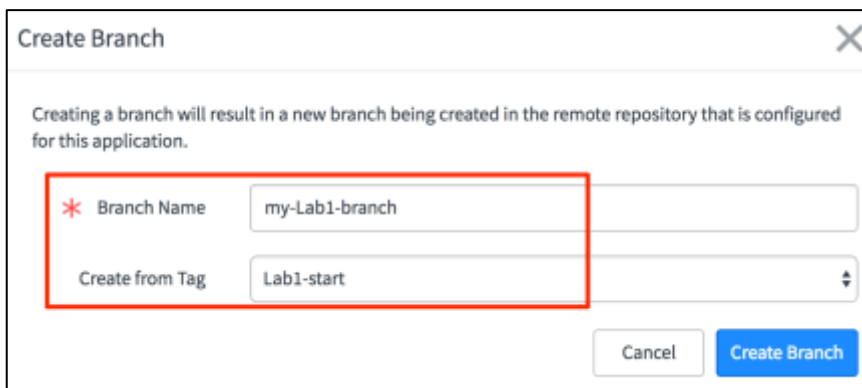 Create Branch
Creating a branch will result in a new branch being created in the remote repository that is configured
for this application.
Branch Name my-Lab1-branch
Create from Tag Lab1-start
Cancel Create Branch